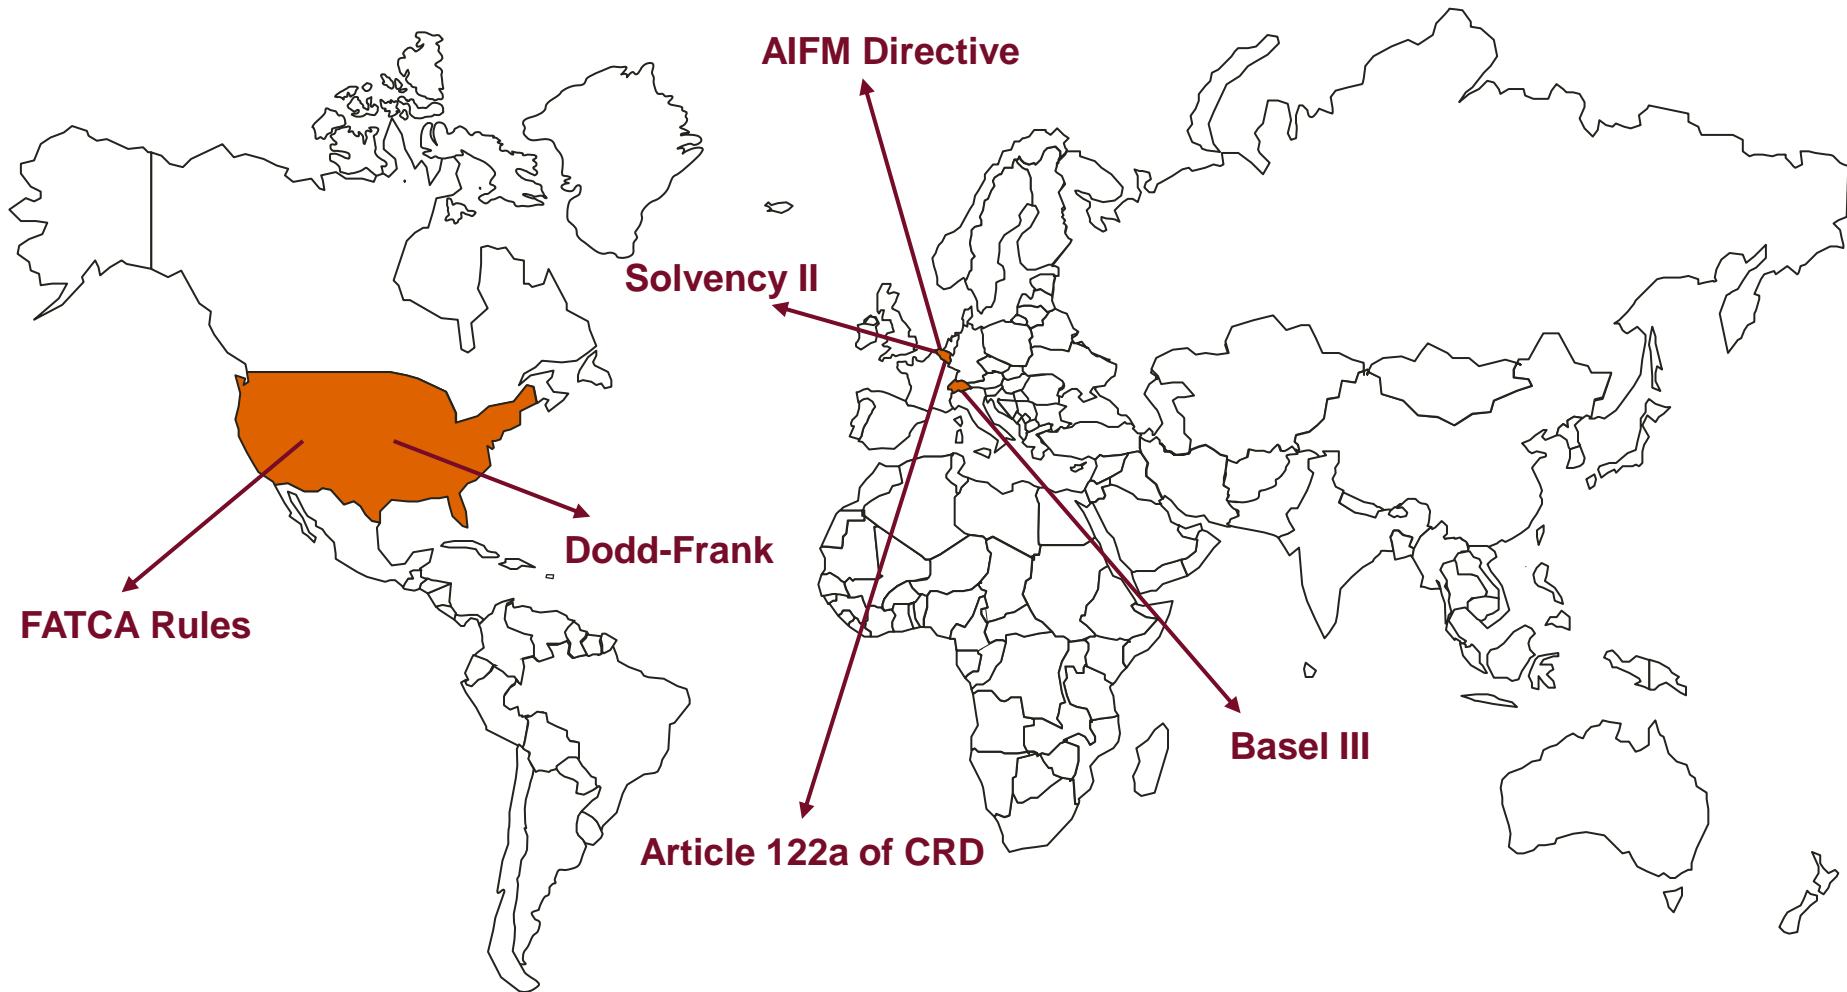 AIFM Directive
Solvency II
Dodd-Frank
FATCA Rules
Basel III
Article 122a of CRD